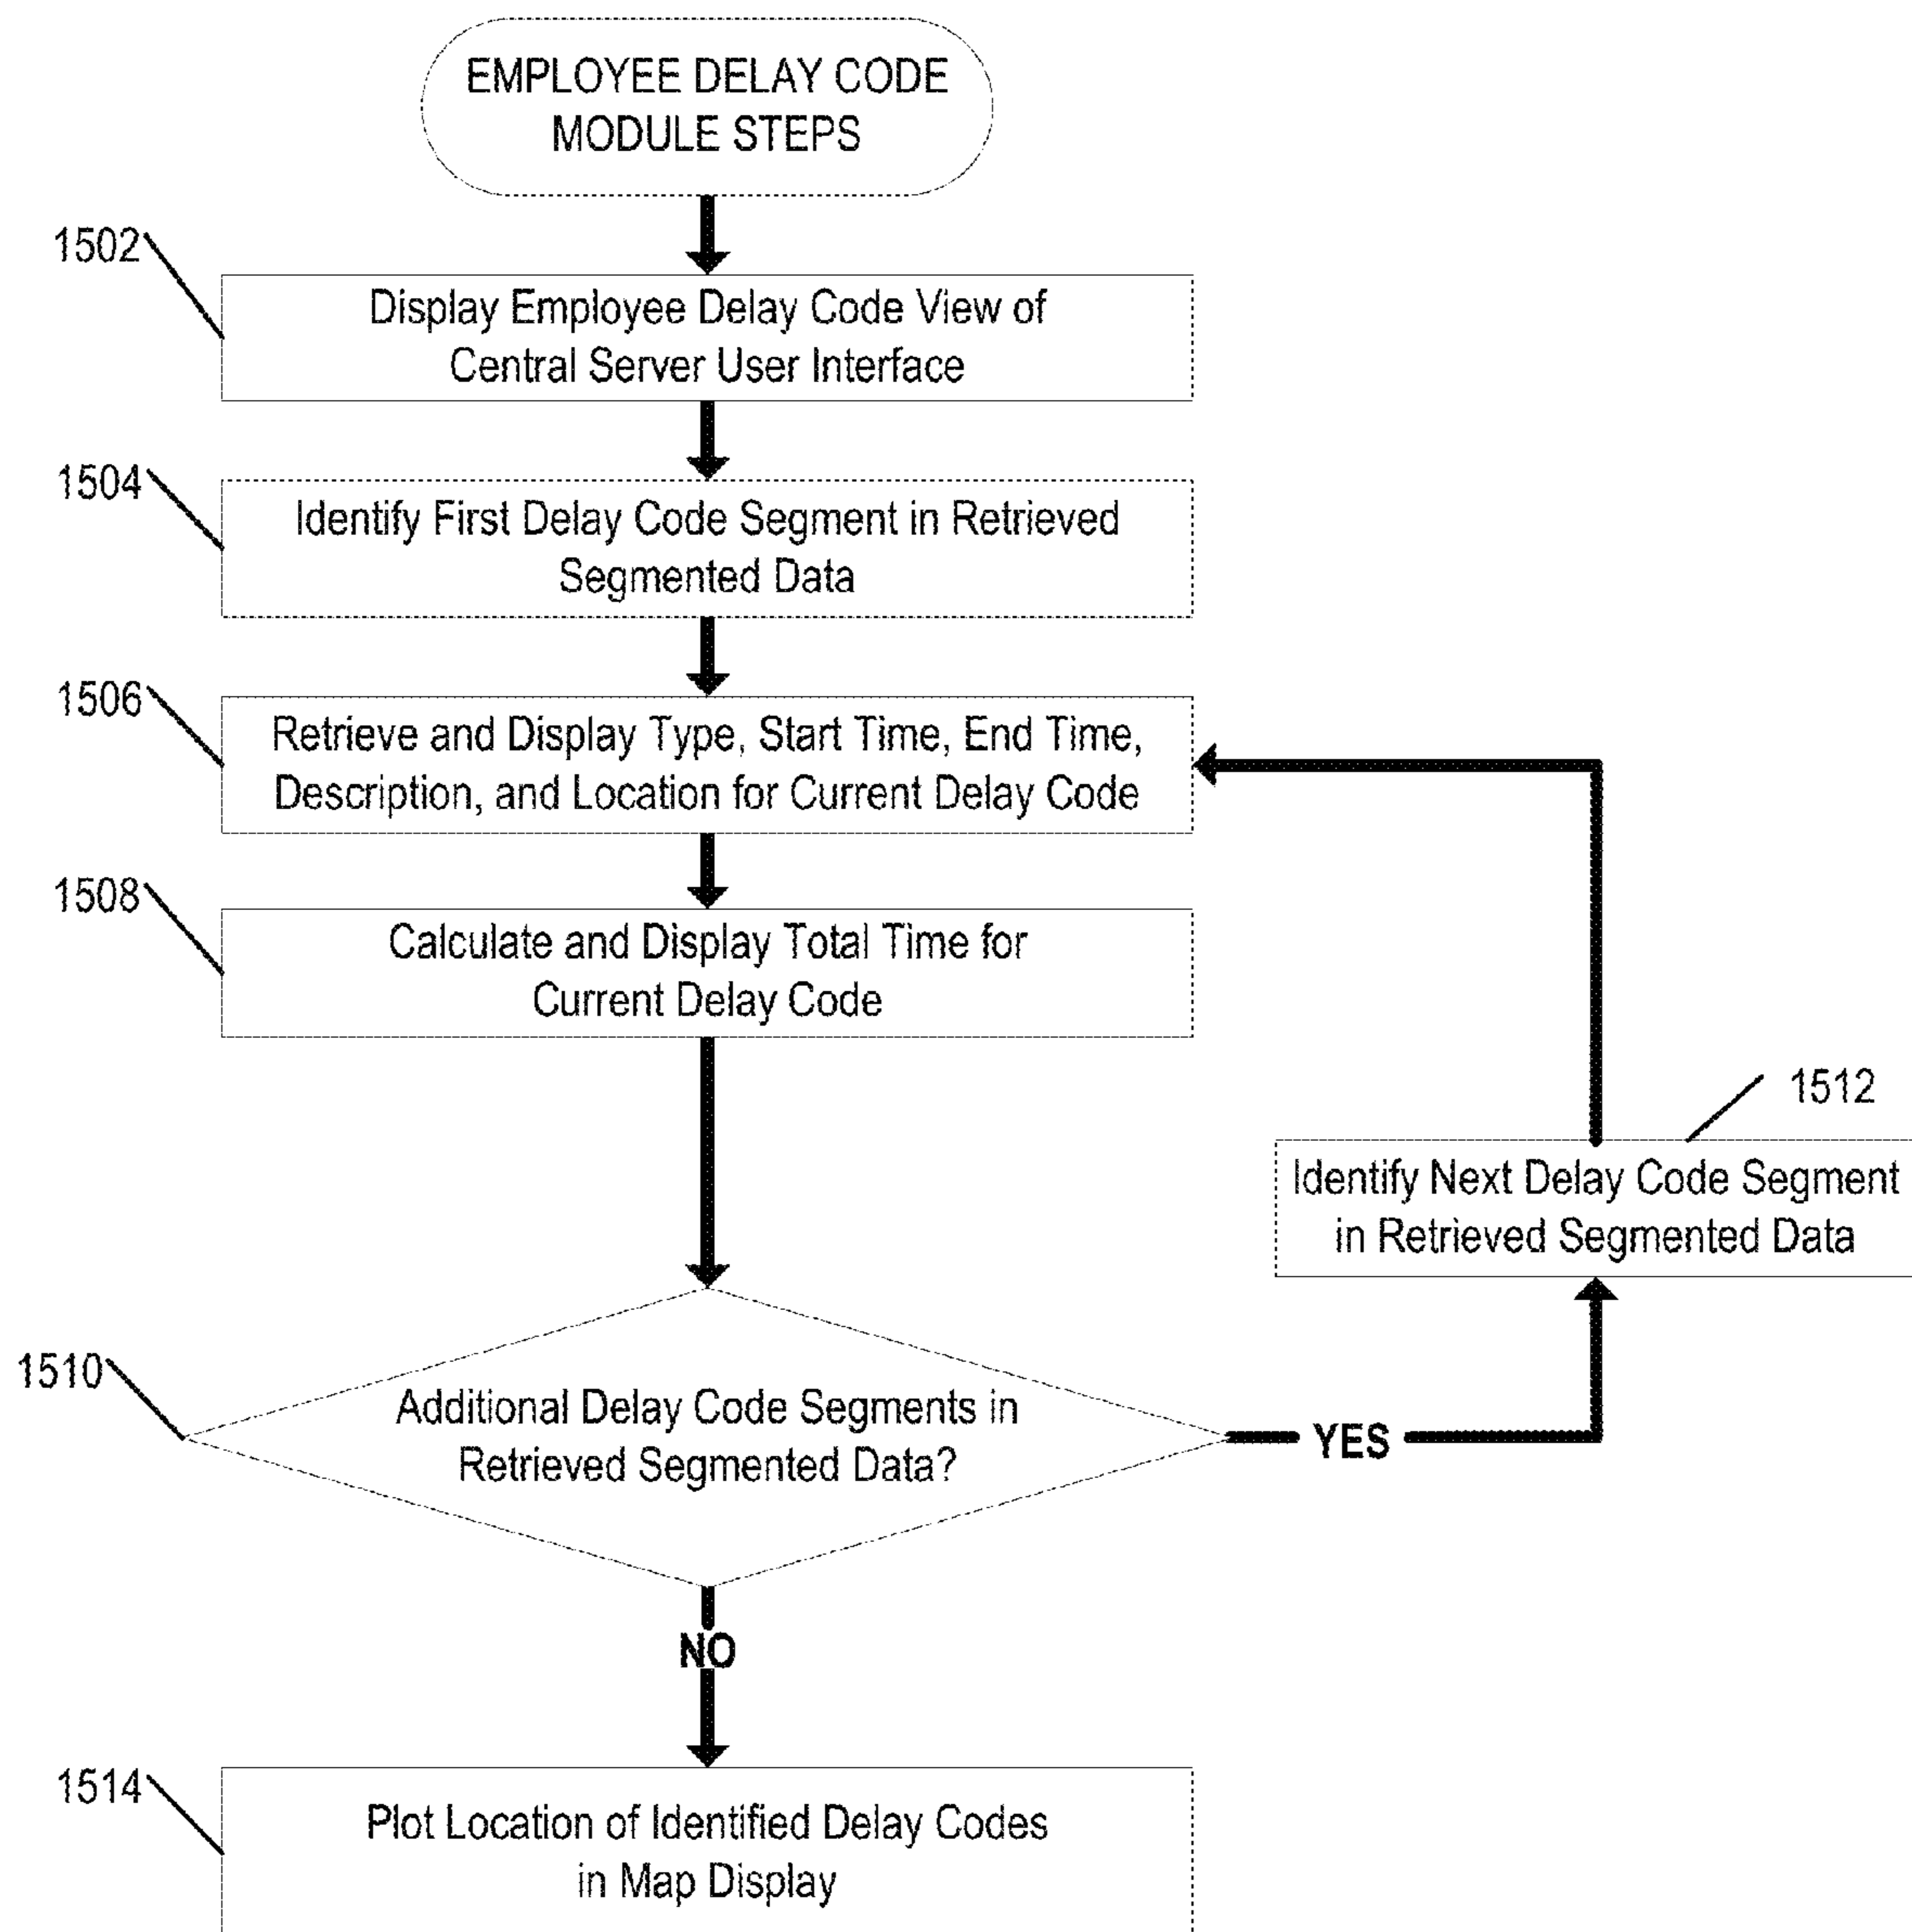 EMPLOYEE DELAY CODE
MODULE STEPS
1502
Display Employee Delay Code View of
Central Server User Interface
1504
Identify First Delay Code Segment in Retrieved
Segmented Data
1506
Retrieve and Display Type, Start Time, End Time,
Description, and Location for Current Delay Code
1508
Calculate and Display Total Time for
Current Delay Code
1512
Identify Next Delay Code Segment
in Retrieved Segmented Data
1510
Additional Delay Code Segments in
Retrieved Segmented Data?
YES
NO
1514
Plot Location of Identified Delay Codes
in Map Display